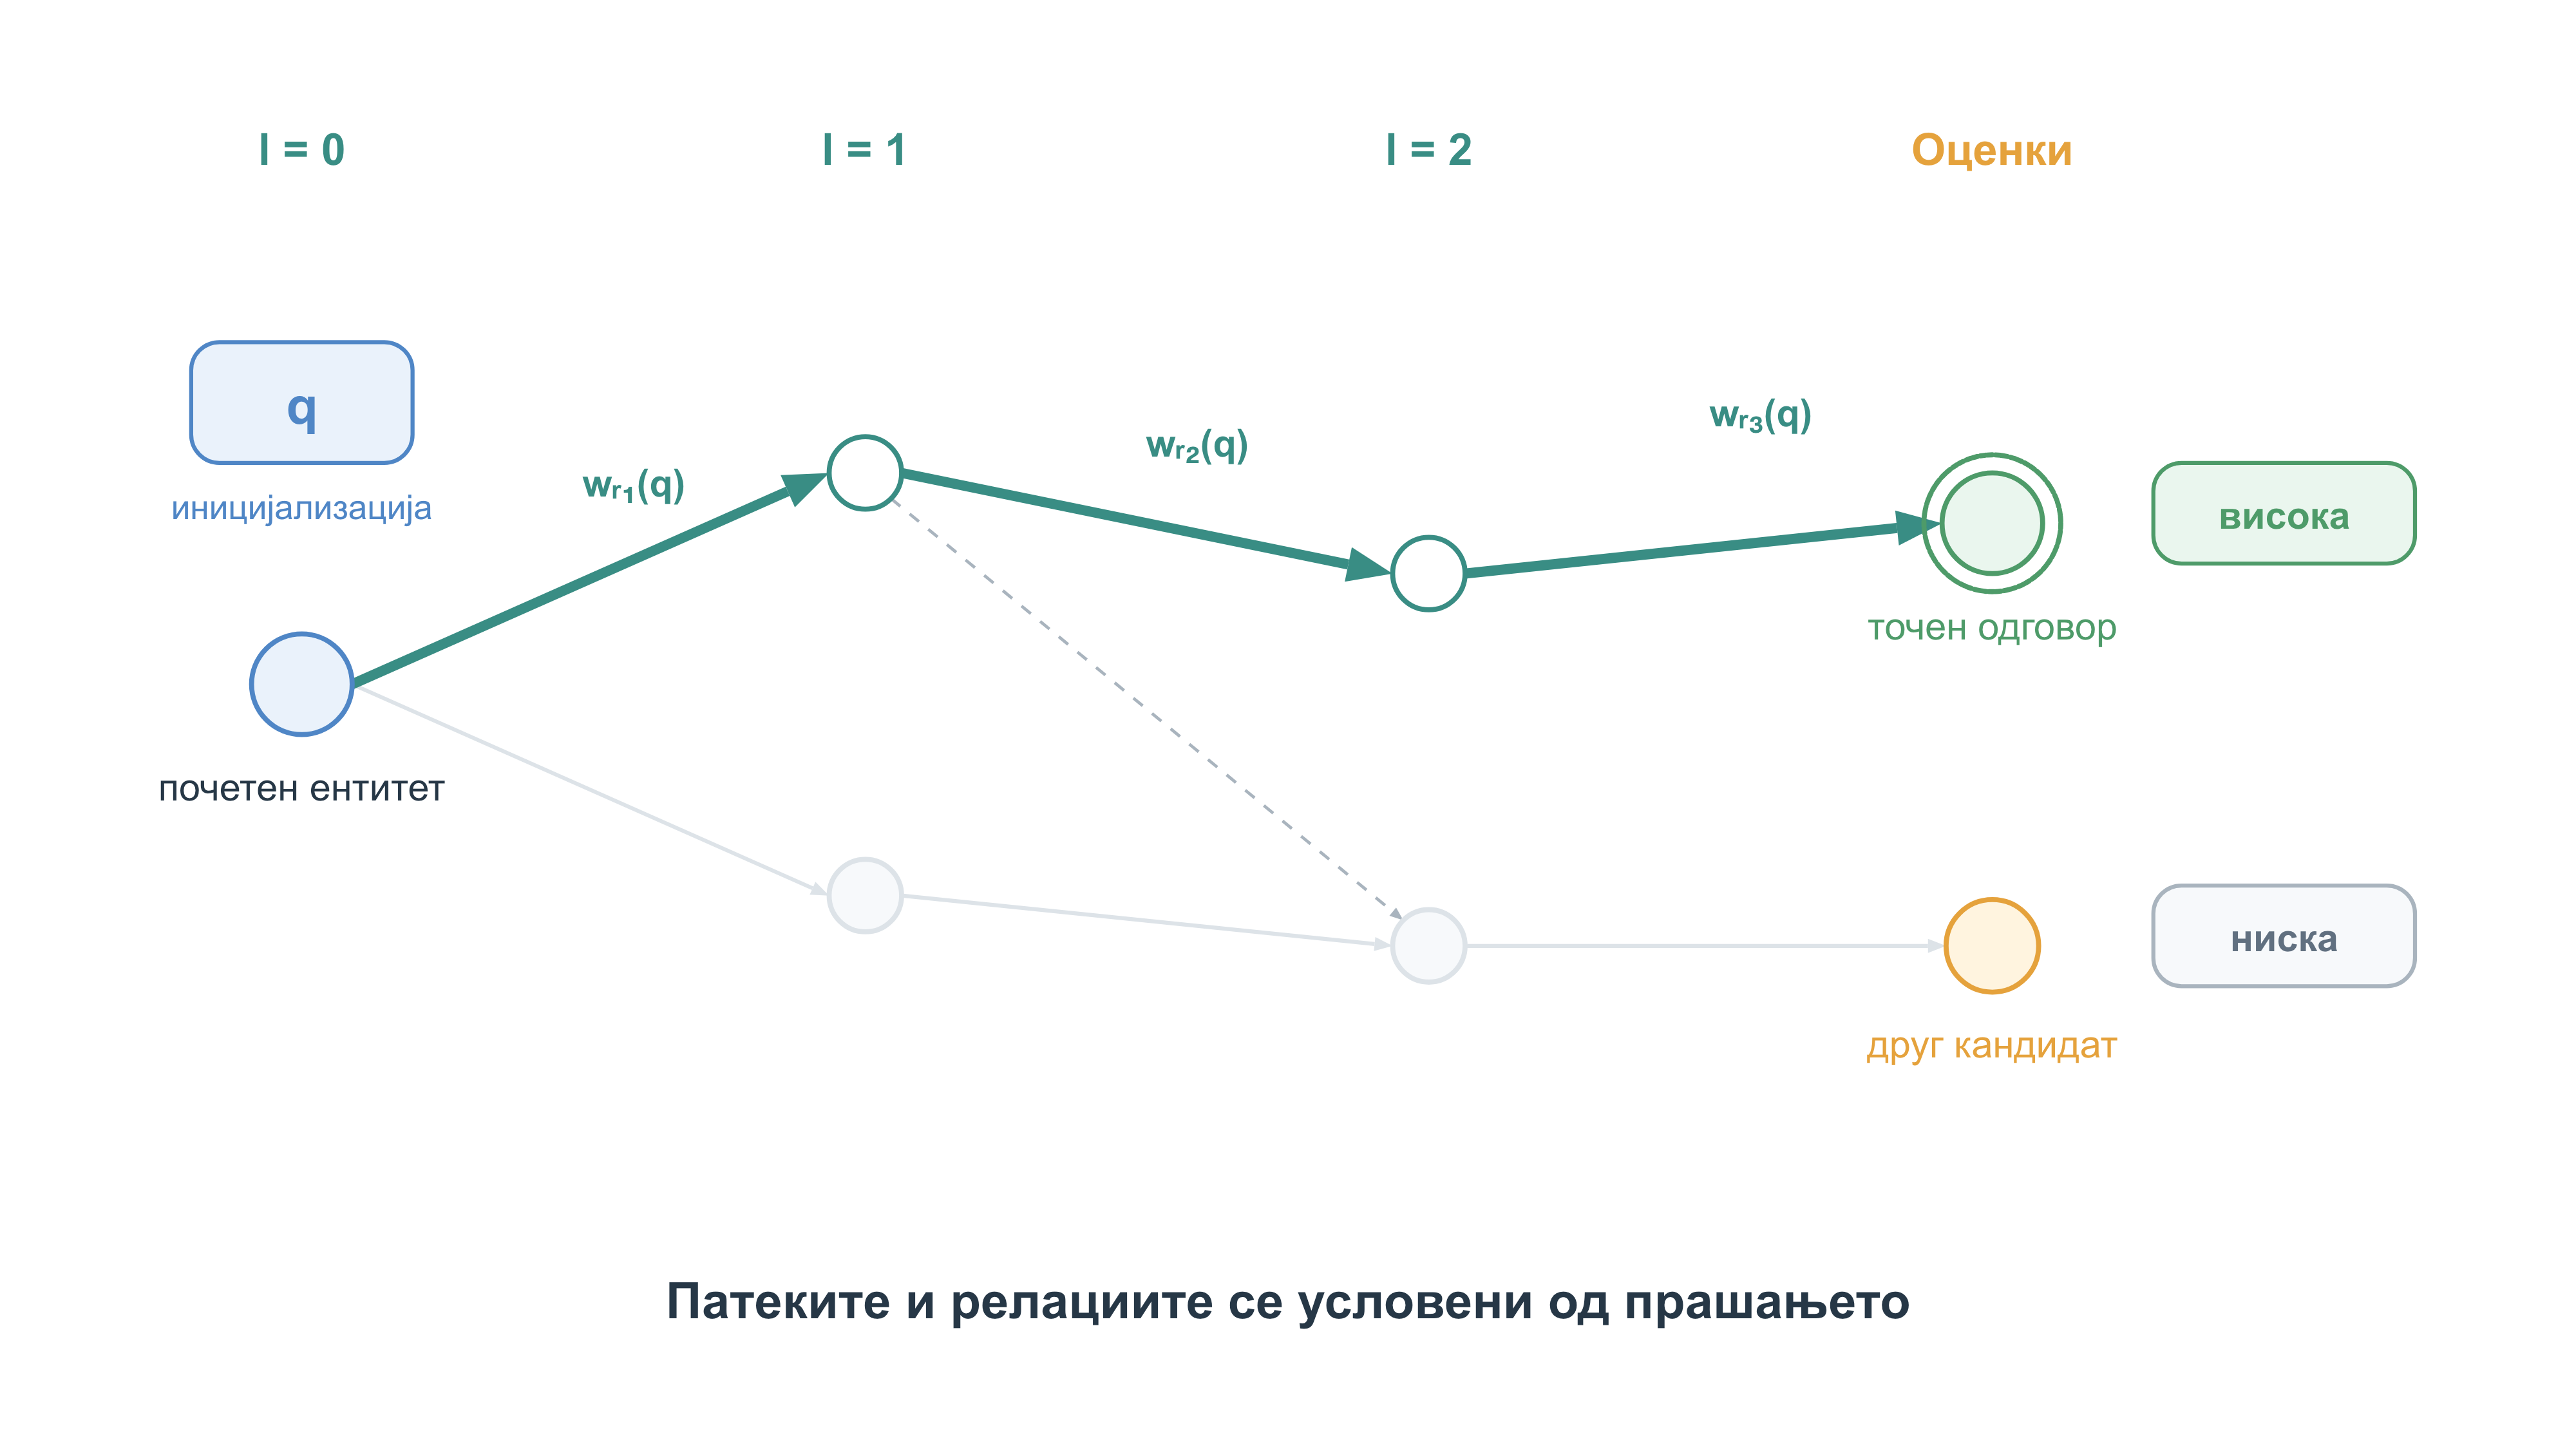 l = 0
l = 1
l = 2
Оценки
q
иницијализација
wr₁(q)
wr₂(q)
wr₃(q)
висока
точен одговор
почетен ентитет
ниска
друг кандидат
Патеките и релациите се условени од прашањето